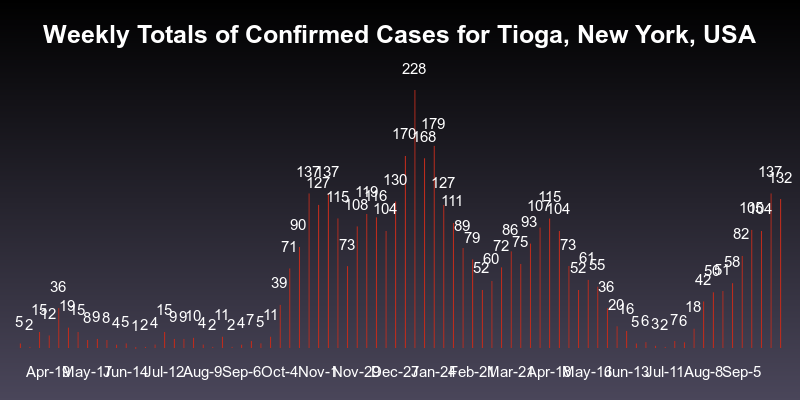 Weekly Totals of Confirmed Cases for Tioga, New York, USA
5 2 15 12 36 19 15 8 9 8 4 5 1 2 4 15 9 9 10 4 2 11 2 4 7 5 11 39 71 90 137 127 137 115 73 108 119 116 104 130 170 228 168 179 127 111 89 79 52 60 72 86 75 93 107 115 104 73 52 61 55 36 20 16 5 6 3 2 7 6 18 42 50 51 58 82 105 104 137 132
Apr-19 May-17 Jun-14 Jul-12 Aug-9 Sep-6 Oct-4 Nov-1 Nov-29 Dec-27 Jan-24 Feb-21 Mar-21 Apr-18 May-16 Jun-13 Jul-11 Aug-8 Sep-5